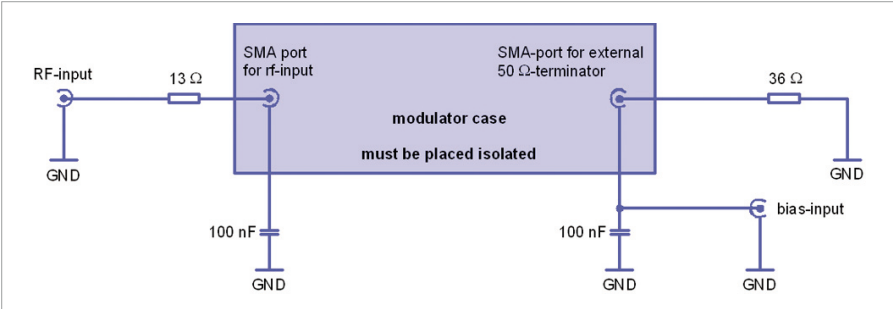 SMA port
for rf-input
SMA-port for external
50 Ω-terminator
RF-input
13 Ω
36 Ω
modulator case
must be placed isolated
GND
GND
bias-input
100 nF
100 nF
GND
GND
GND